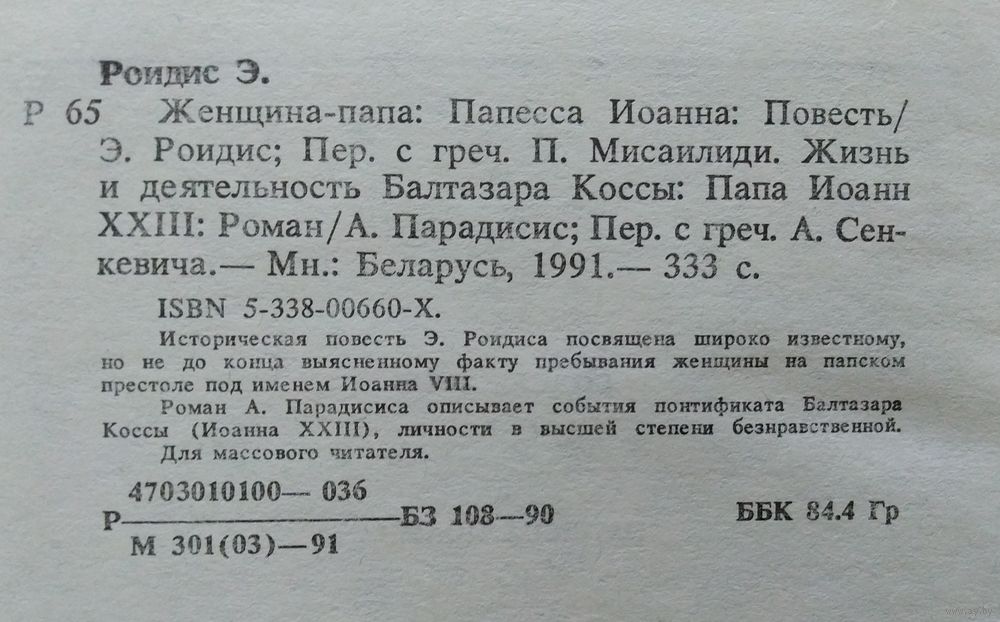 Роидис Э.
Р 65 Женщина-папа: Папесса Иоанна: Повесть/
Э. Роидис; Пер. с греч. П. Мисаилиди. Жизнь
и деятельность Балтазара Коссы: Папа Иоанн
XXIII: Роман/А. Парадисис; Пер. с греч. А. Сен-
кевича.— Мн.: Беларусь, 1991.— 333 с.
ISBN 5-338-00660-X.
Историческая повесть Э. Роидиса посвящена широко известному,
но не до конца выясненному факту пребывания женщины на папском
престоле под именем Иоанна VIII.
Роман А. Парадисиса описывает события понтификата Балтазара
Коссы (Иоанна XXIII), личности в высшей степени безнравственной.
Для массового читателя.
4703010100— 036
Р—БЗ 108—90 ББК 84.4 Гр
М 301(03)—91
www.ay.by